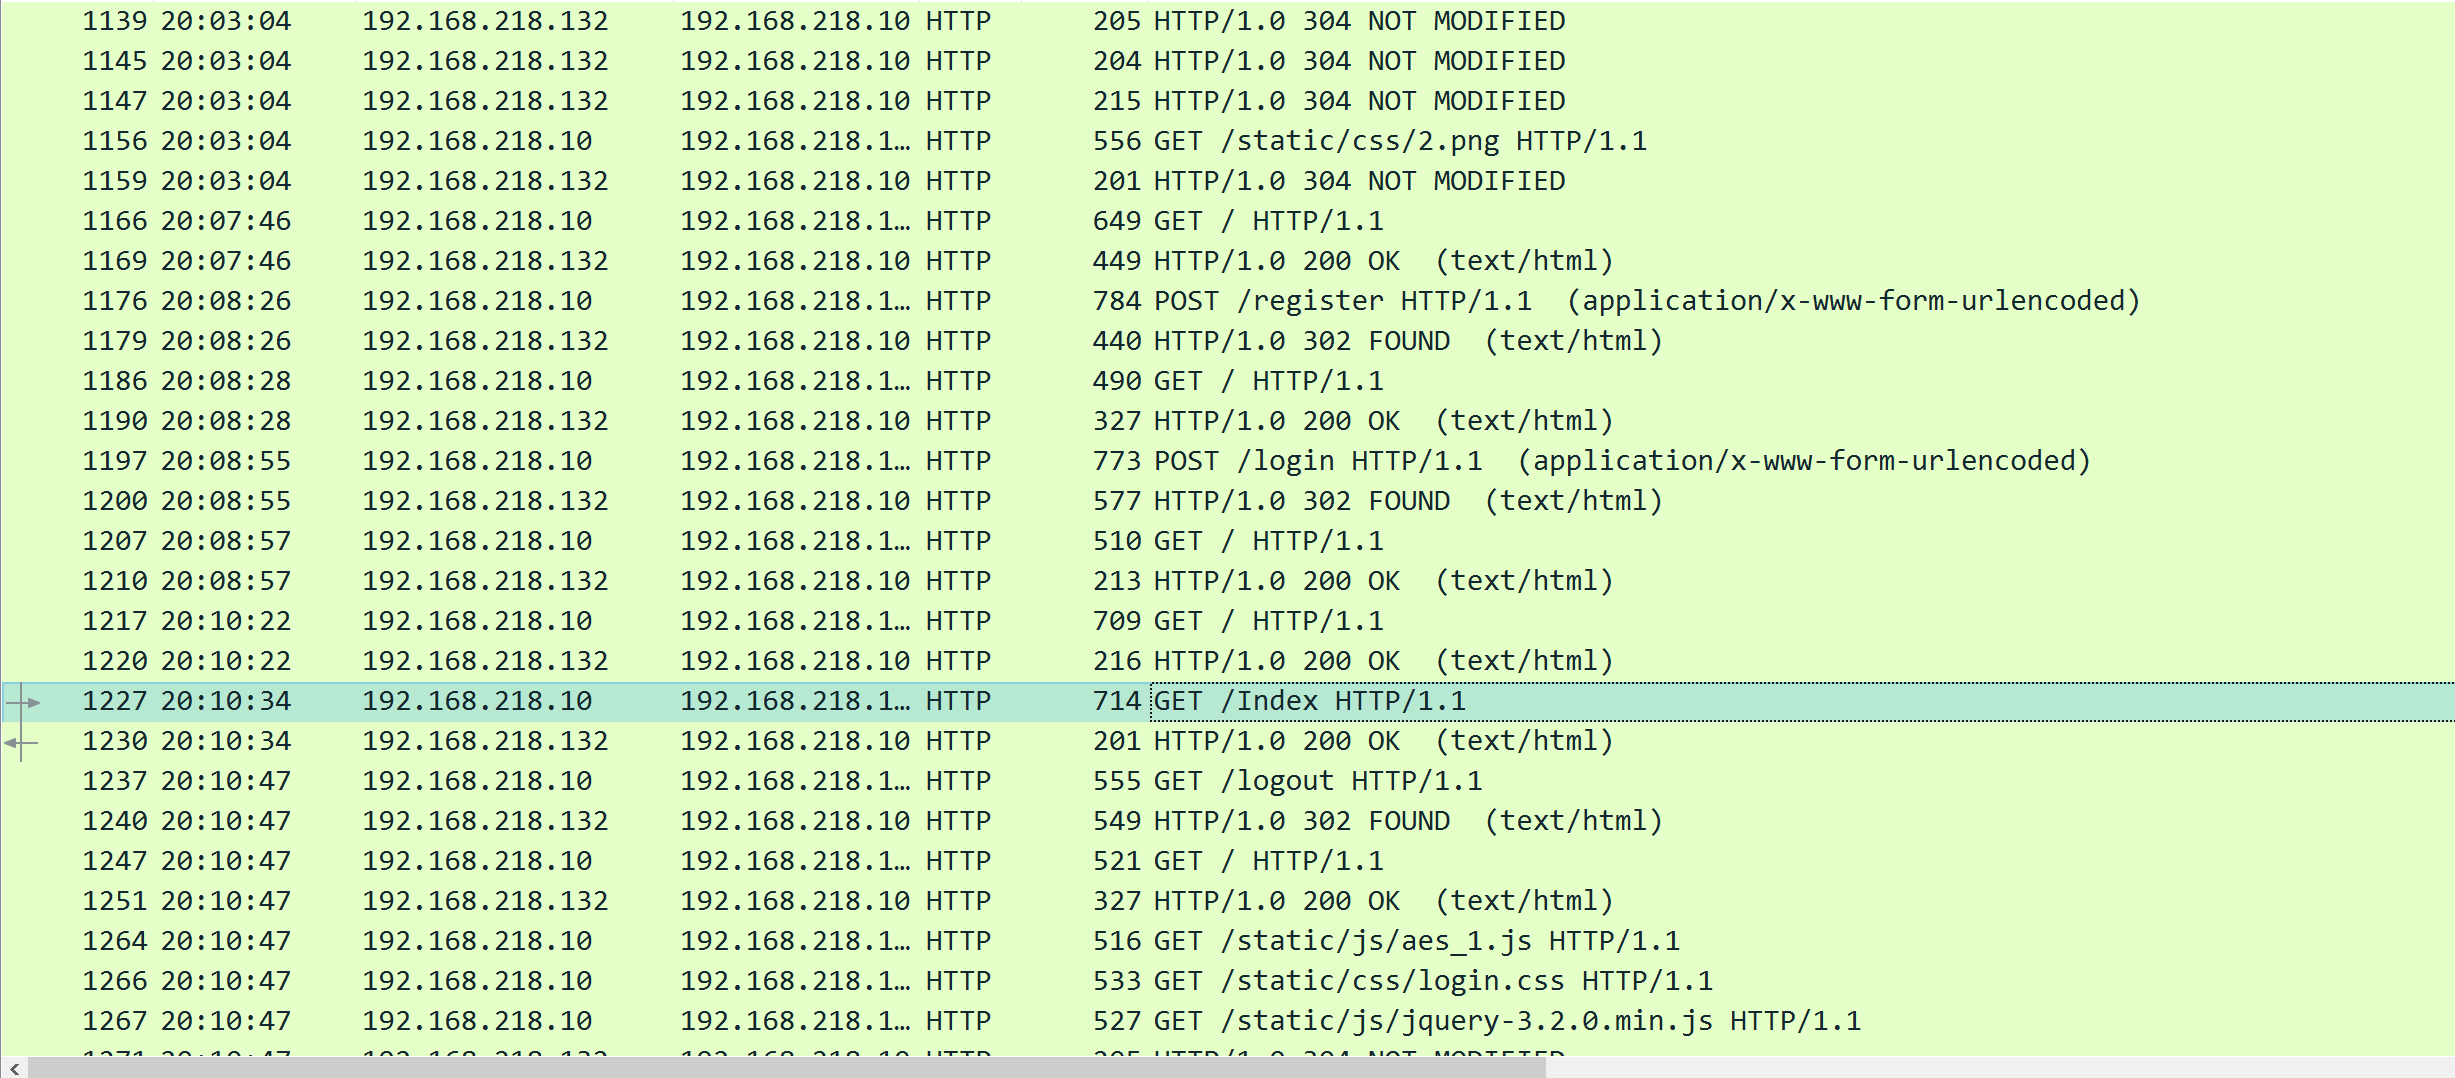 1139 20:03:04 192.168.218.132 192.168.218.10 HTTP 205 HTTP/1.0 304 NOT MODIFIED
1145 20:03:04 192.168.218.132 192.168.218.10 HTTP 204 HTTP/1.0 304 NOT MODIFIED
1147 20:03:04 192.168.218.132 192.168.218.10 HTTP 215 HTTP/1.0 304 NOT MODIFIED
1156 20:03:04 192.168.218.10 192.168.218.1… HTTP 556 GET /static/css/2.png HTTP/1.1
1159 20:03:04 192.168.218.132 192.168.218.10 HTTP 201 HTTP/1.0 304 NOT MODIFIED
1166 20:07:46 192.168.218.10 192.168.218.1… HTTP 649 GET / HTTP/1.1
1169 20:07:46 192.168.218.132 192.168.218.10 HTTP 449 HTTP/1.0 200 OK (text/html)
1176 20:08:26 192.168.218.10 192.168.218.1… HTTP 784 POST /register HTTP/1.1 (application/x-www-form-urlencoded)
1179 20:08:26 192.168.218.132 192.168.218.10 HTTP 440 HTTP/1.0 302 FOUND (text/html)
1186 20:08:28 192.168.218.10 192.168.218.1… HTTP 490 GET / HTTP/1.1
1190 20:08:28 192.168.218.132 192.168.218.10 HTTP 327 HTTP/1.0 200 OK (text/html)
1197 20:08:55 192.168.218.10 192.168.218.1… HTTP 773 POST /login HTTP/1.1 (application/x-www-form-urlencoded)
1200 20:08:55 192.168.218.132 192.168.218.10 HTTP 577 HTTP/1.0 302 FOUND (text/html)
1207 20:08:57 192.168.218.10 192.168.218.1… HTTP 510 GET / HTTP/1.1
1210 20:08:57 192.168.218.132 192.168.218.10 HTTP 213 HTTP/1.0 200 OK (text/html)
1217 20:10:22 192.168.218.10 192.168.218.1… HTTP 709 GET / HTTP/1.1
1220 20:10:22 192.168.218.132 192.168.218.10 HTTP 216 HTTP/1.0 200 OK (text/html)
1227 20:10:34 192.168.218.10 192.168.218.1… HTTP 714 GET /Index HTTP/1.1
1230 20:10:34 192.168.218.132 192.168.218.10 HTTP 201 HTTP/1.0 200 OK (text/html)
1237 20:10:47 192.168.218.10 192.168.218.1… HTTP 555 GET /logout HTTP/1.1
1240 20:10:47 192.168.218.132 192.168.218.10 HTTP 549 HTTP/1.0 302 FOUND (text/html)
1247 20:10:47 192.168.218.10 192.168.218.1… HTTP 521 GET / HTTP/1.1
1251 20:10:47 192.168.218.132 192.168.218.10 HTTP 327 HTTP/1.0 200 OK (text/html)
1264 20:10:47 192.168.218.10 192.168.218.1… HTTP 516 GET /static/js/aes_1.js HTTP/1.1
1266 20:10:47 192.168.218.10 192.168.218.1… HTTP 533 GET /static/css/login.css HTTP/1.1
1267 20:10:47 192.168.218.10 192.168.218.1… HTTP 527 GET /static/js/jquery-3.2.0.min.js HTTP/1.1